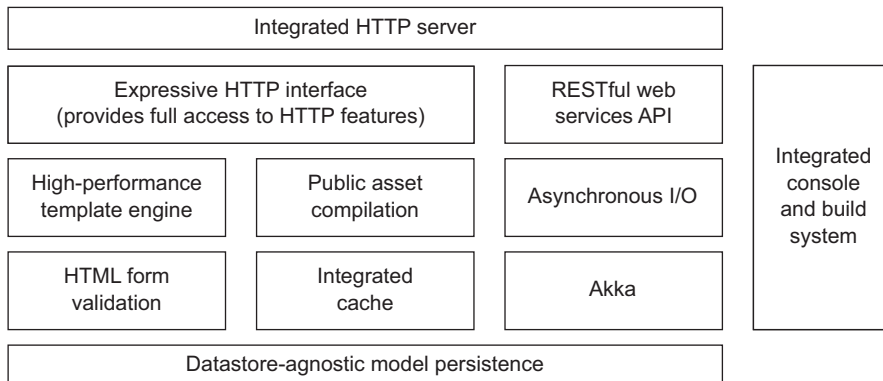 Integrated HTTP server
Expressive HTTP interface
(provides full access to HTTP features)
RESTful web
services API
High-performance
template engine
Public asset
compilation
Asynchronous I/O
Integrated
console
and build
system
HTML form
validation
Integrated
cache
Akka
Datastore-agnostic model persistence